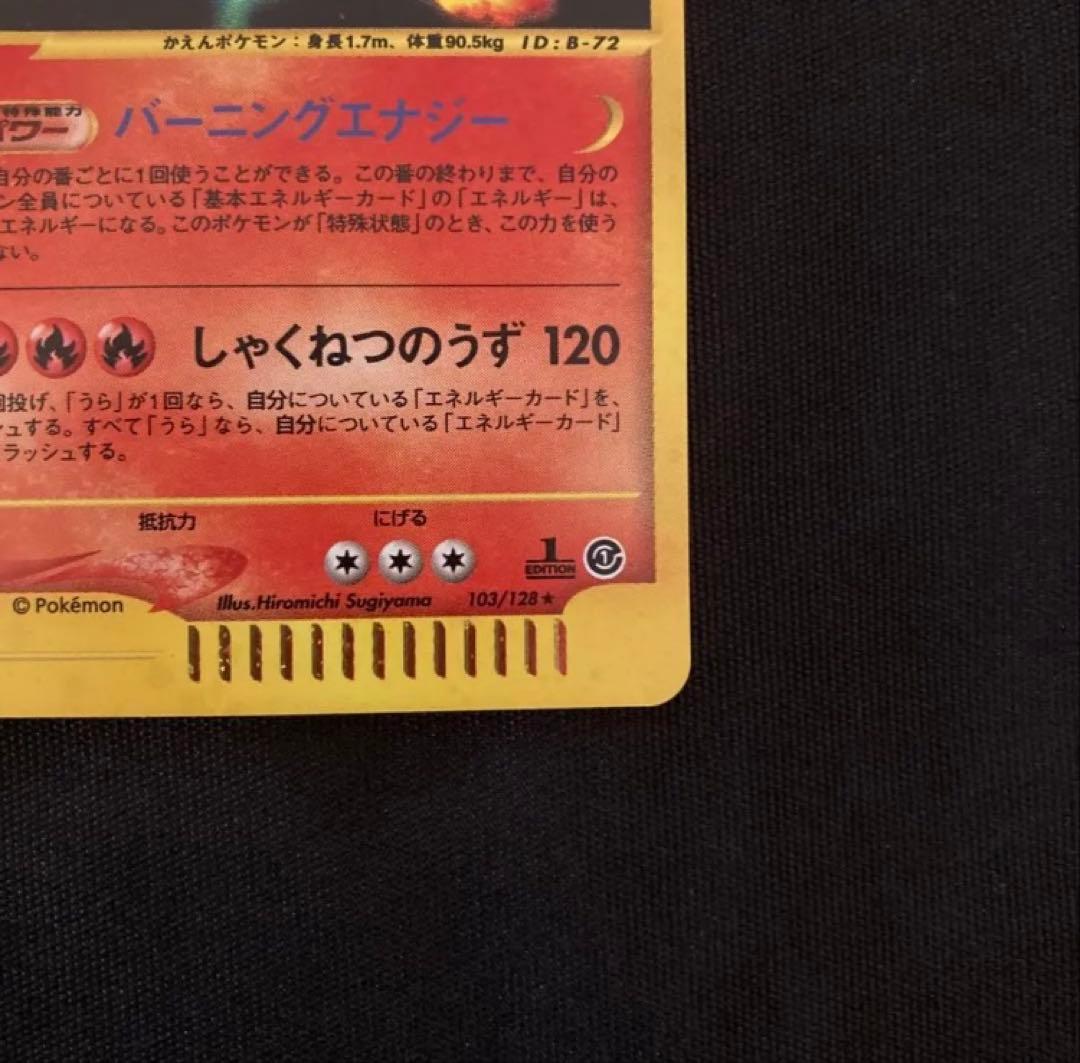 かえんポケモン：身長1.7m、体重90.5kg ID：B-72
特殊能力
パワー バーニングエナジー
自分の番ごとに1回使うことができる。この番の終わりまで、自分の
ン全員についている「基本エネルギーカード」の「エネルギー」は、
エネルギーになる。このポケモンが「特殊状態」のとき、この力を使う
ない。
しゃくねつのうず 120
回投げ、「うら」が1回なら、自分についている「エネルギーカード」を、
シュする。すべて「うら」なら、自分についている「エネルギーカード」
ラッシュする。
抵抗力 にげる
1
EDITION
1
© Pokémon Illus.Hiromichi Sugiyama 103/128★